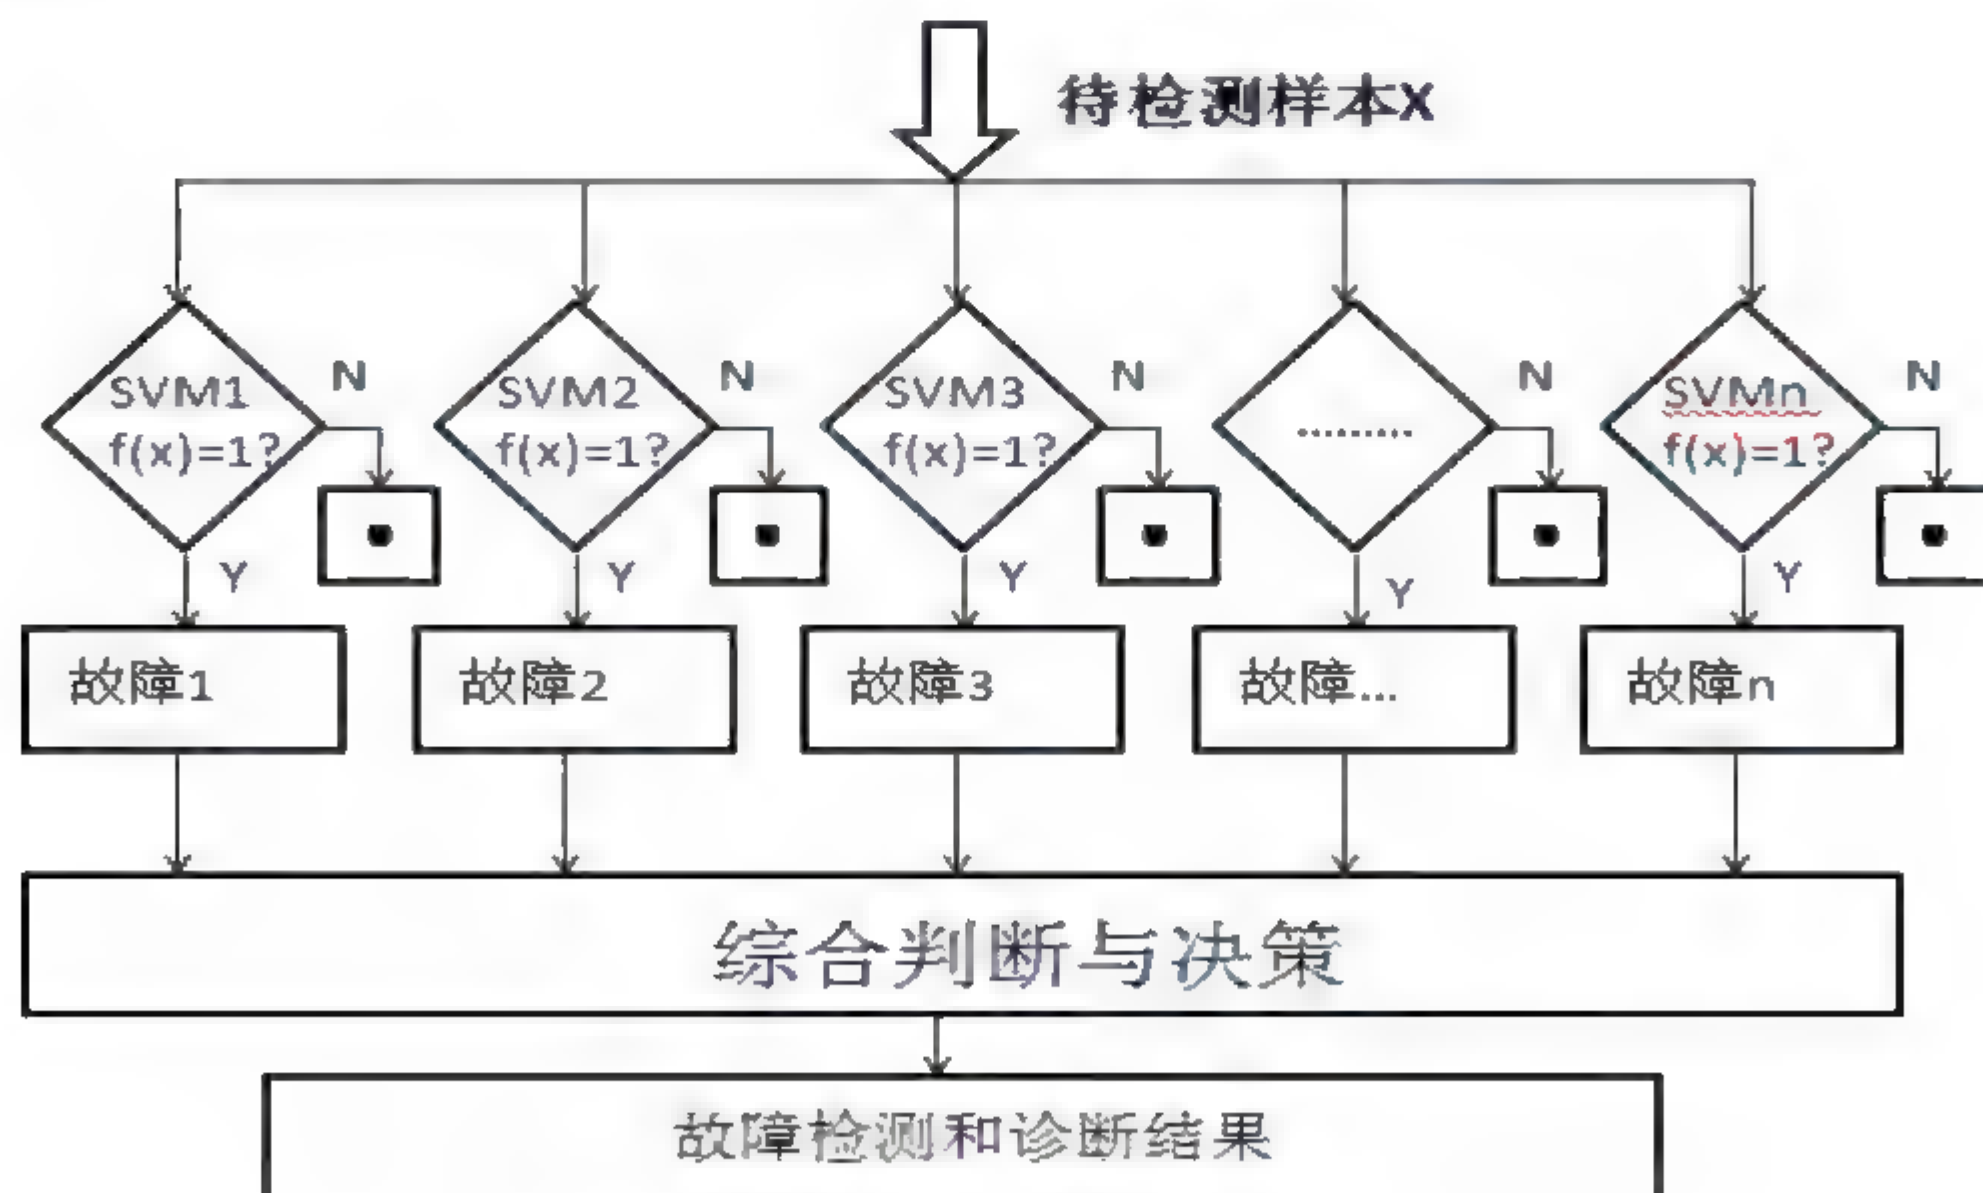 待检测样本X
N
N
N
N
N
SVM1
f(x)=1?
SVM2
f(x)=1?
SVM3
f(x)=1?
.........
SVMn
f(x)=1?
Y
Y
Y
Y
Y
故障1
故障2
故障3
故障...
故障n
综合判断与决策
故障检测和诊断结果